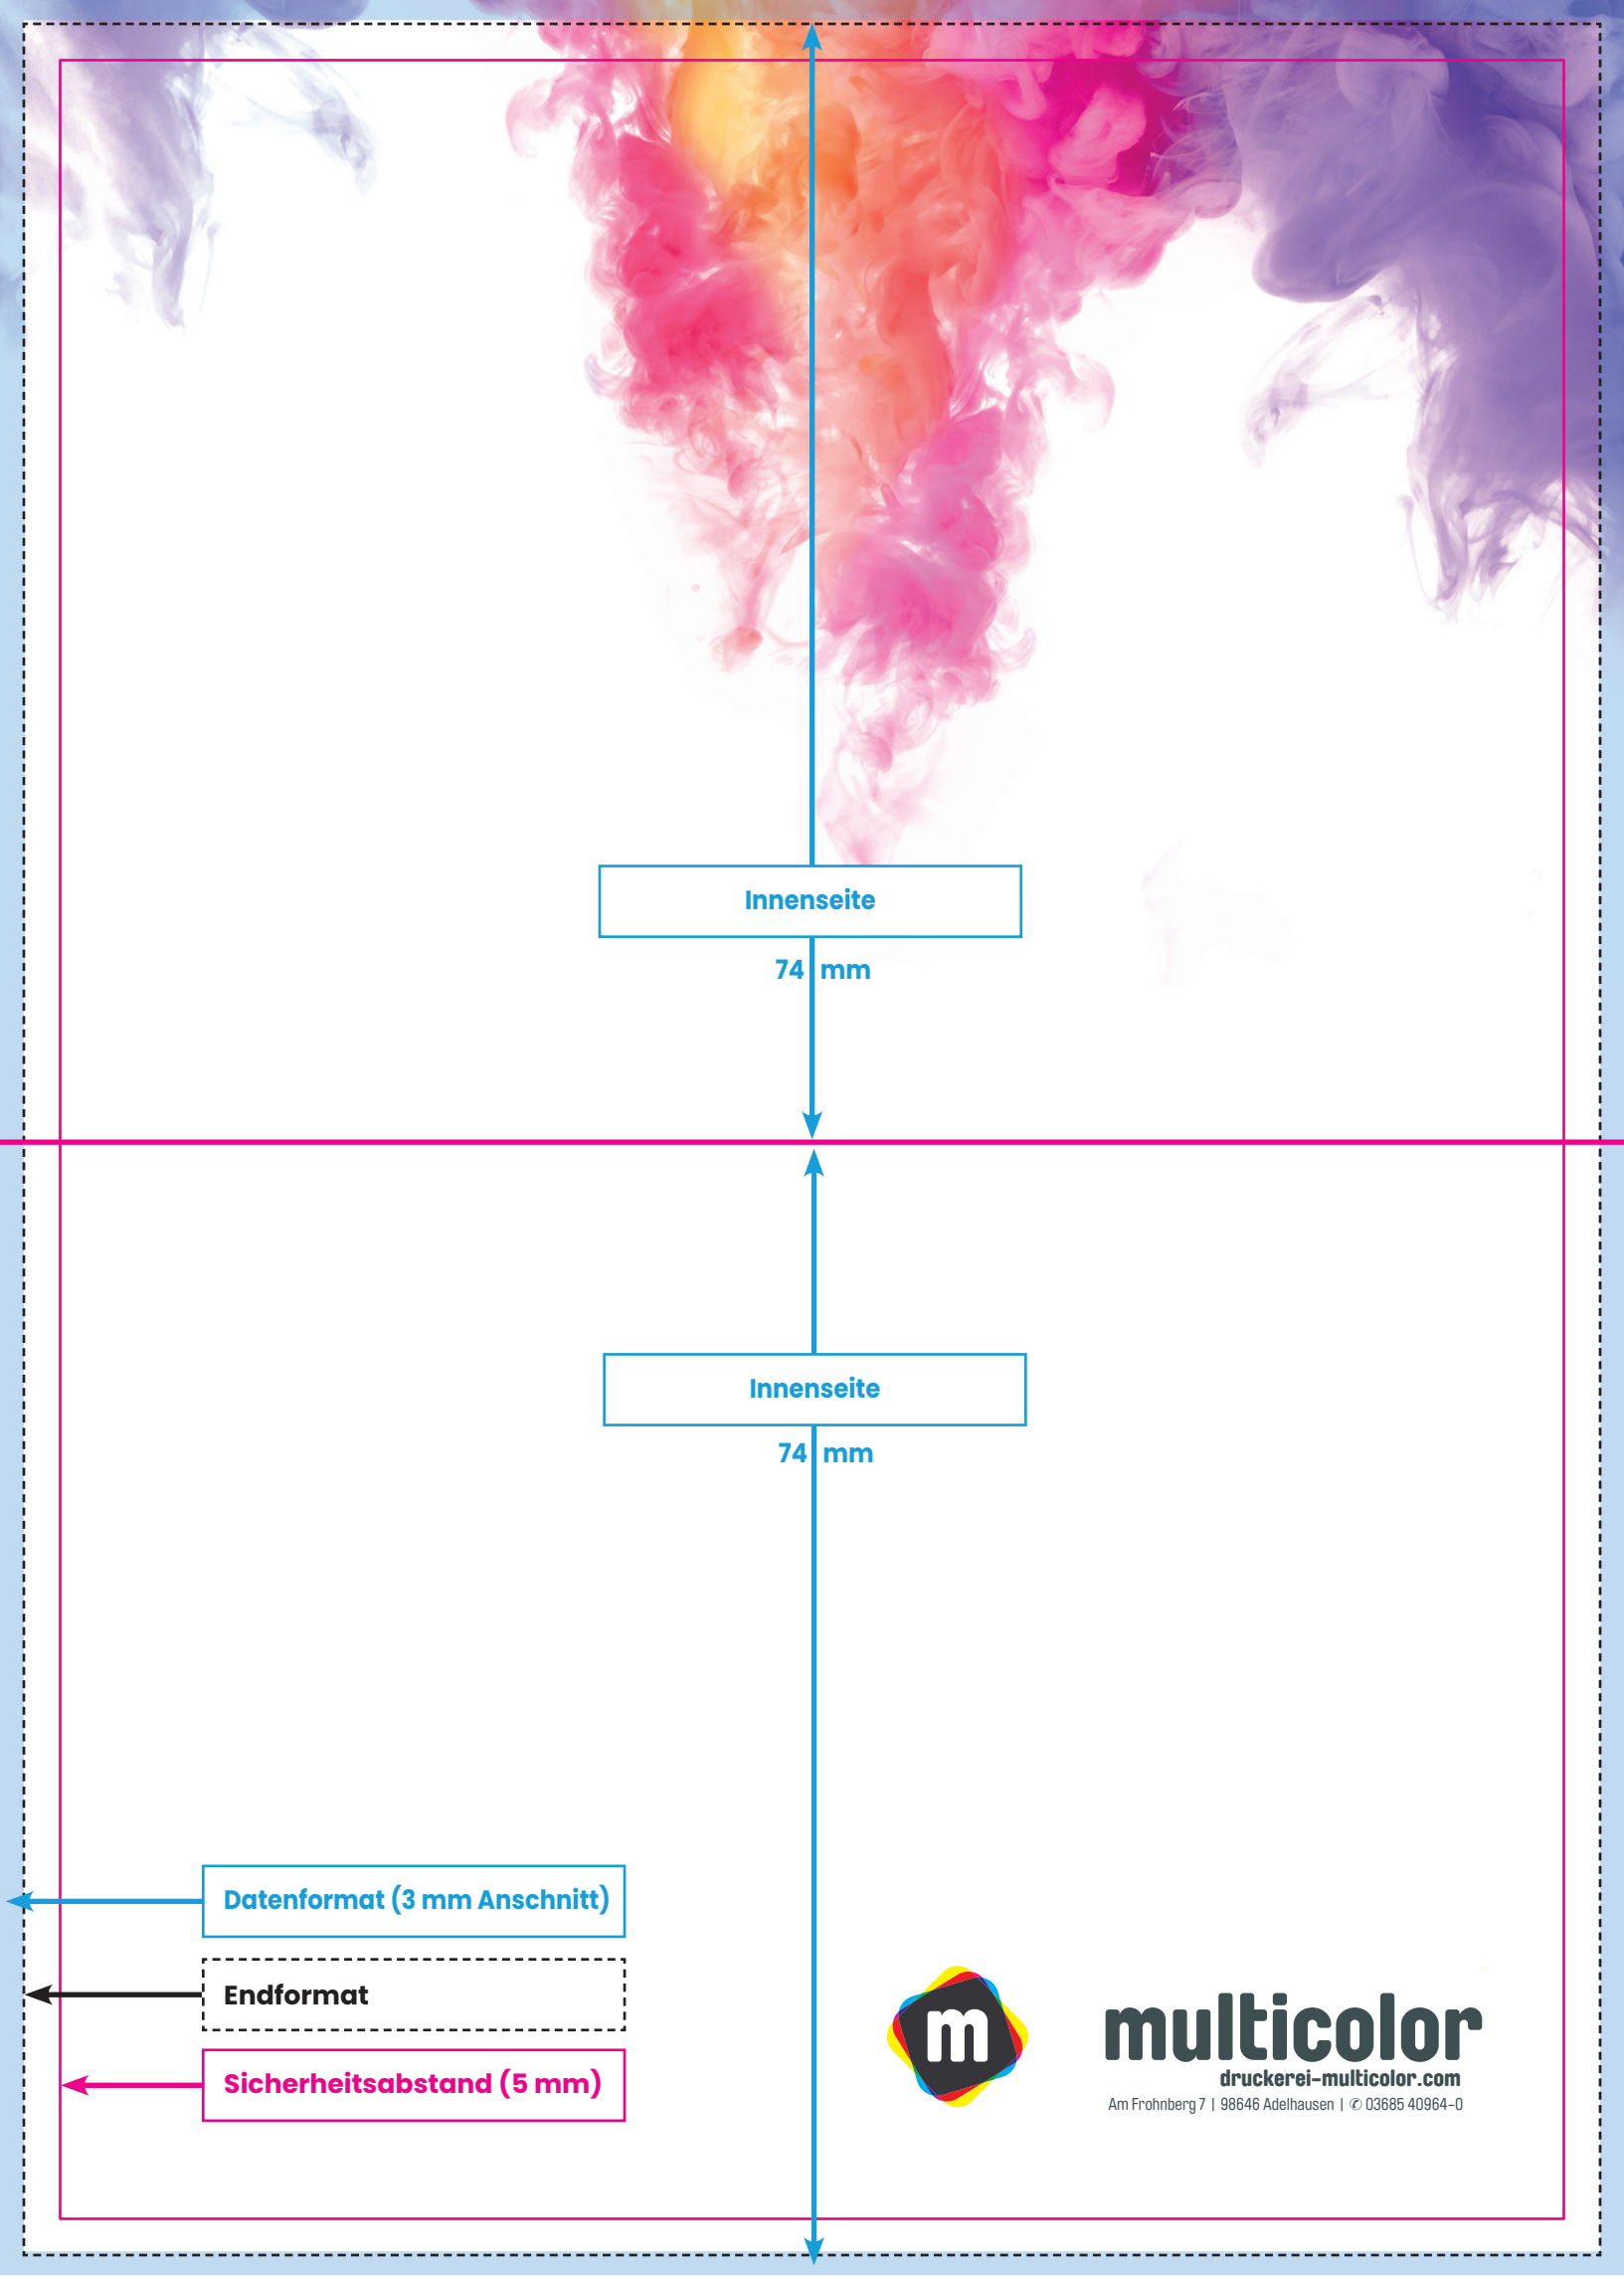 Innenseite
74 mm
Innenseite
74 mm
Datenformat (3 mm Anschnitt)
Endformat
Sicherheitsabstand (5 mm)
m
multicolor
druckerei-multicolor.com
Am Frohnberg 7 | 98646 Adelhausen | ✆ 03685 40964-0